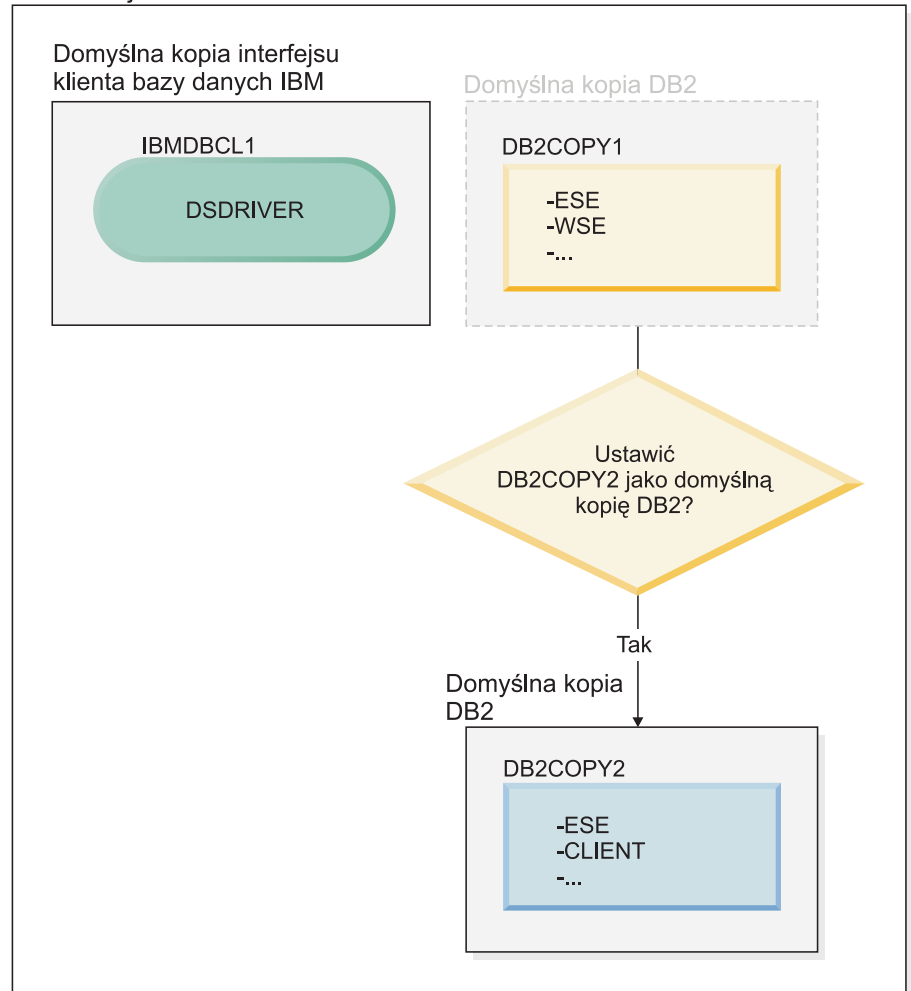 Domyślna kopia interfejsu
klienta bazy danych IBM
IBMDBCL1
DSDRIVER
Domyślna kopia DB2
DB2COPY1
-ESE
-WSE
-...
Ustawić
DB2COPY2 jako domyślną
kopię DB2?
Tak
Domyślna kopia
DB2
DB2COPY2
-ESE
-CLIENT
-...